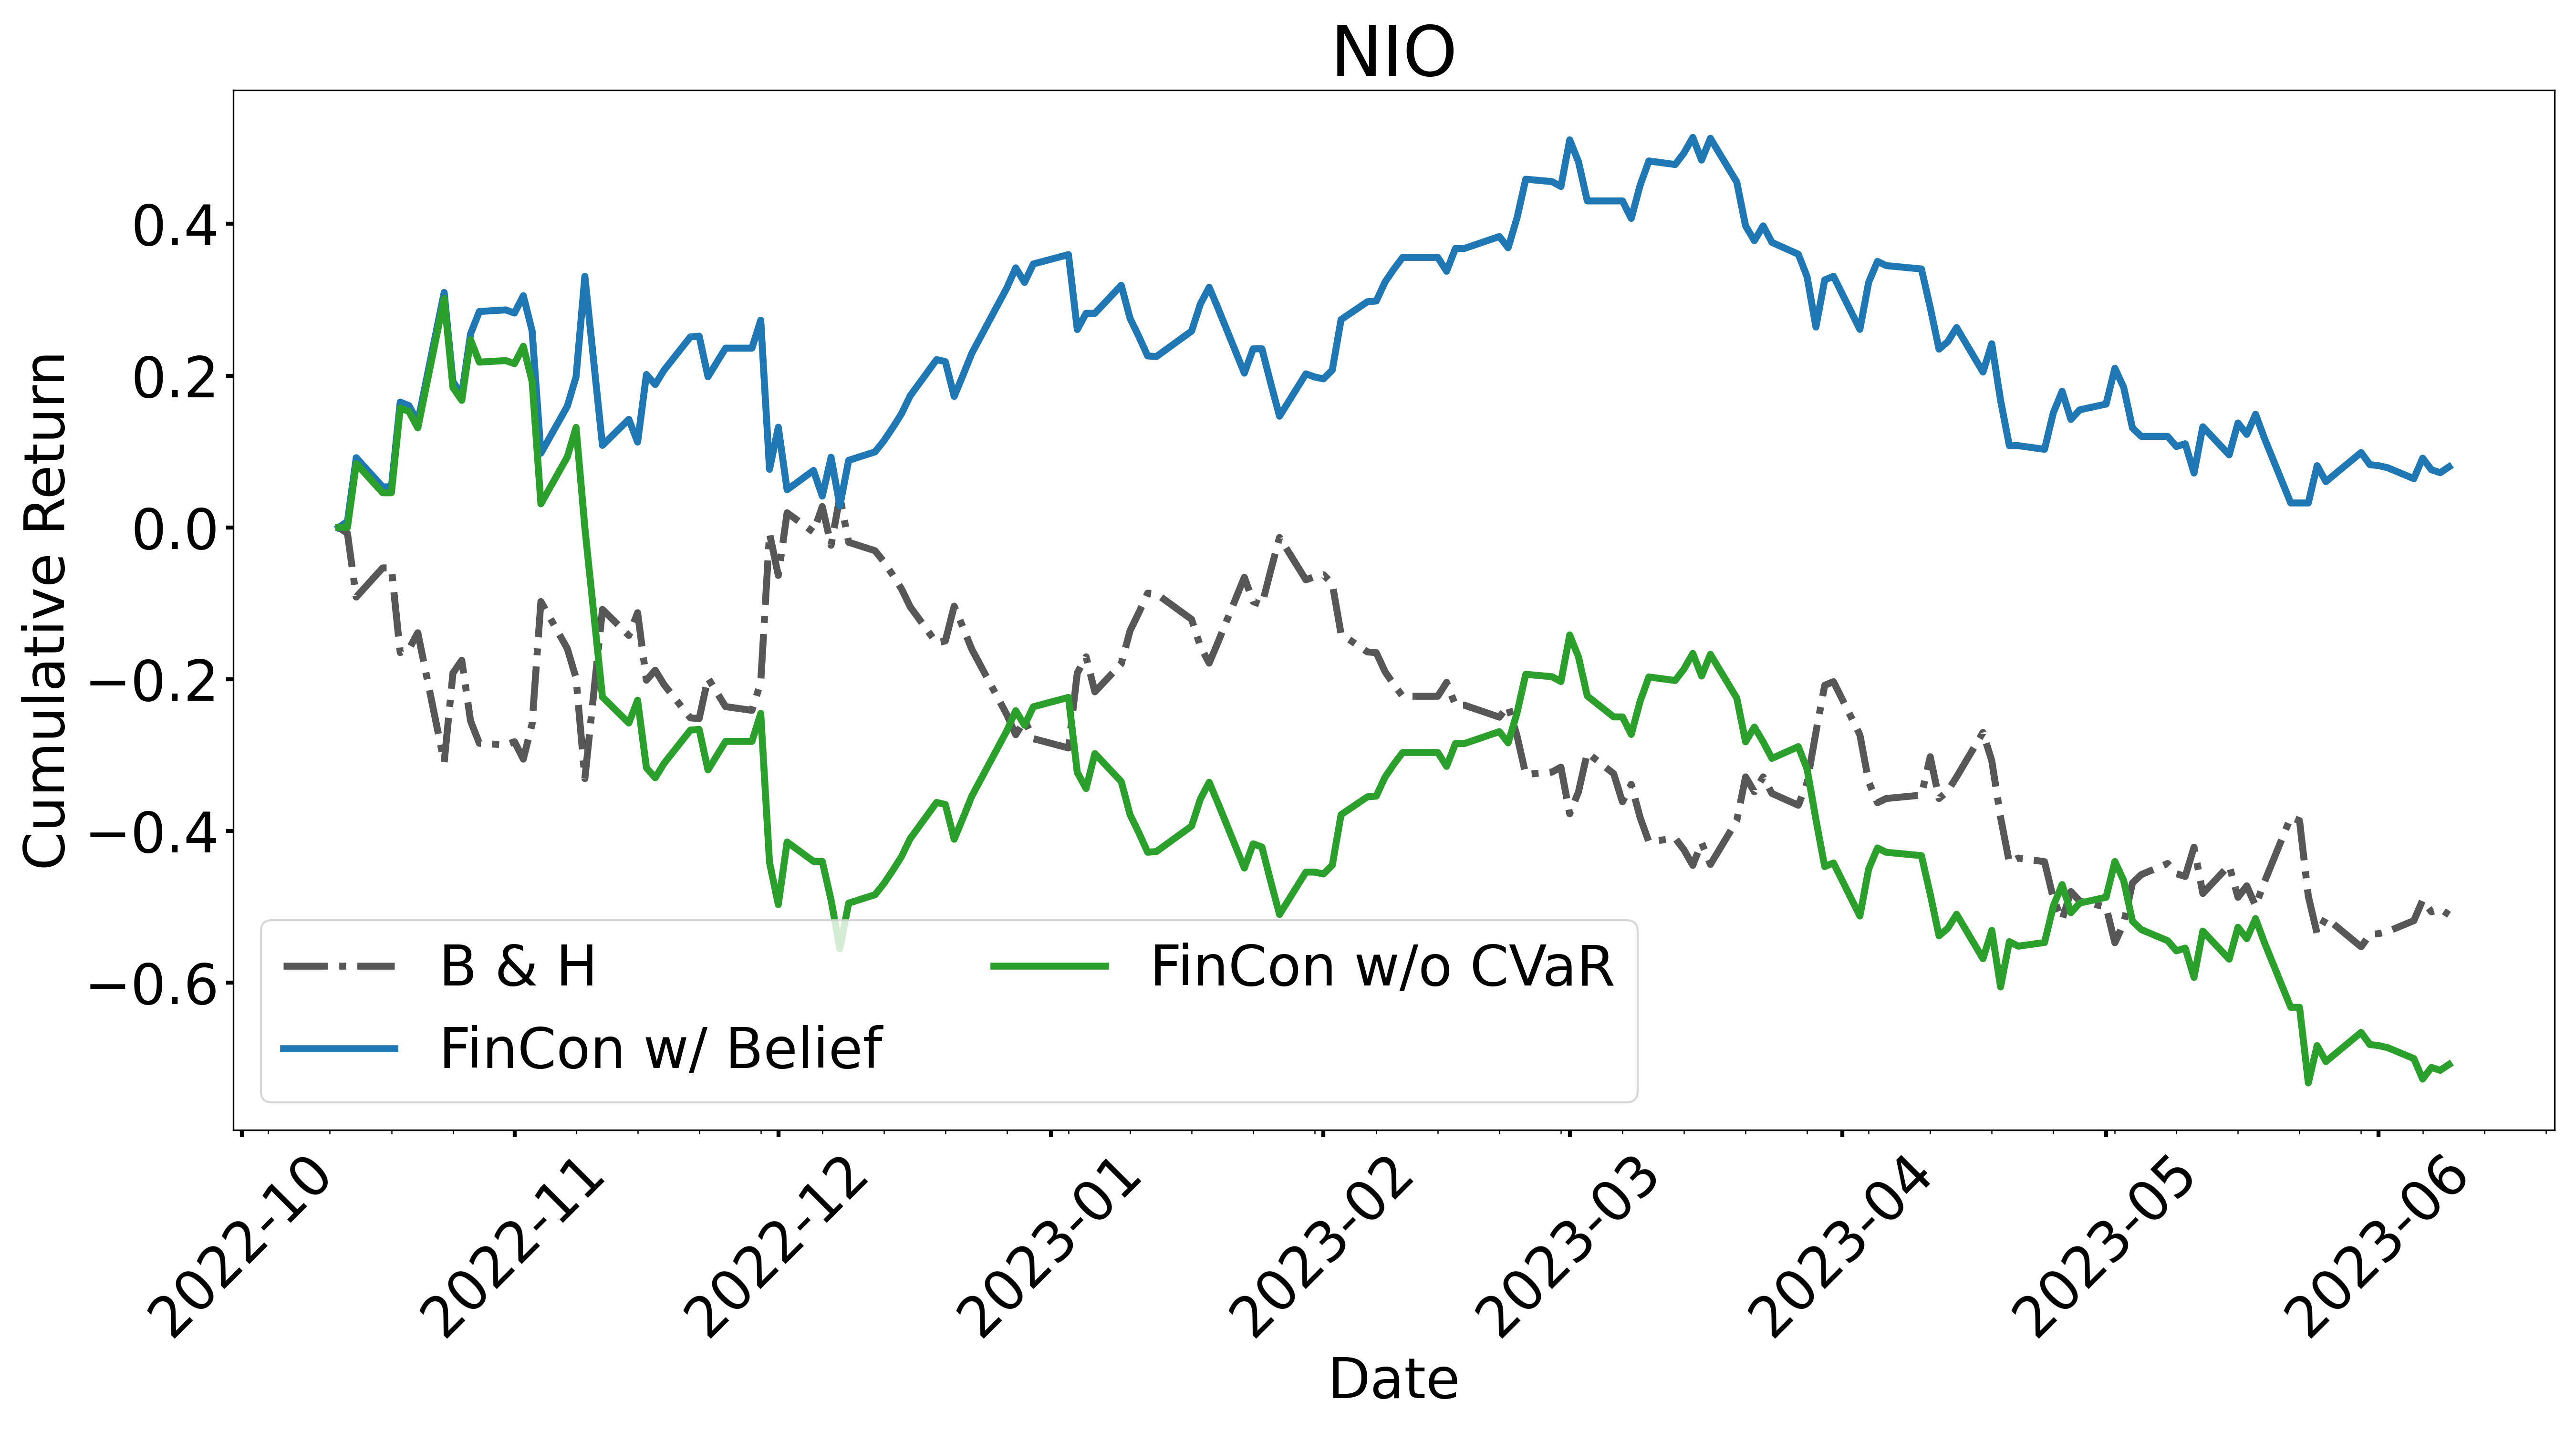 NIO
Cumulative Return
0.4
0.2
0.0
−0.2
−0.4
−0.6
B & H
FinCon w/ Belief
FinCon w/o CVaR
2022-10
2022-11
2022-12
2023-01
2023-02
2023-03
2023-04
2023-05
2023-06
Date